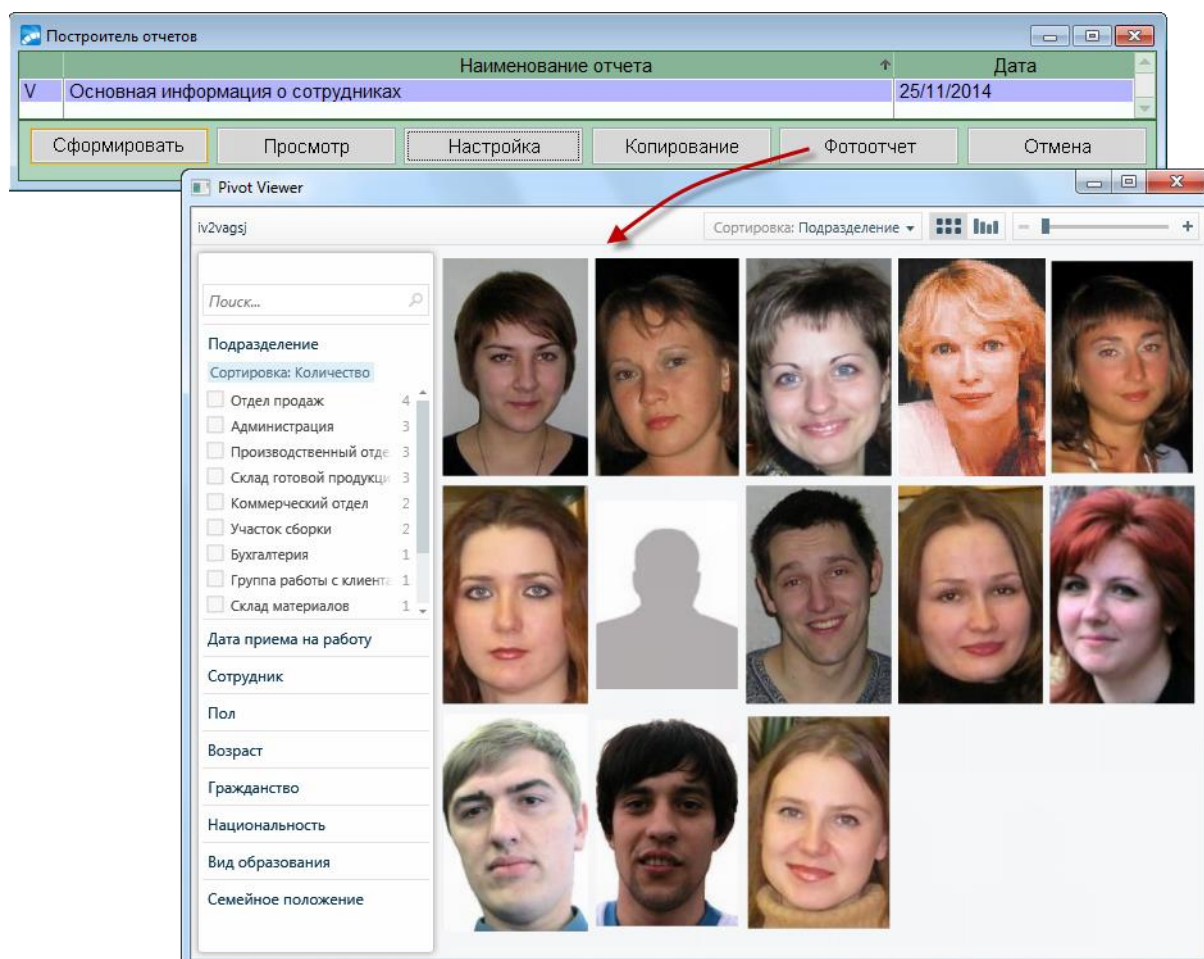 Построитель отчетов
Наименование отчета Дата
V Основная информация о сотрудниках 25/11/2014
Сформировать Просмотр Настройка Копирование Фотоотчет Отмена
Pivot Viewer
iv2vagsj Сортировка: Подразделение
Поиск...
Подразделение
Сортировка: Количество
Отдел продаж 4
Администрация 3
Производственный отде 3
Склад готовой продукци 3
Коммерческий отдел 2
Участок сборки 2
Бухгалтерия 1
Группа работы с клиента 1
Склад материалов 1
Дата приема на работу
Сотрудник
Пол
Возраст
Гражданство
Национальность
Вид образования
Семейное положение